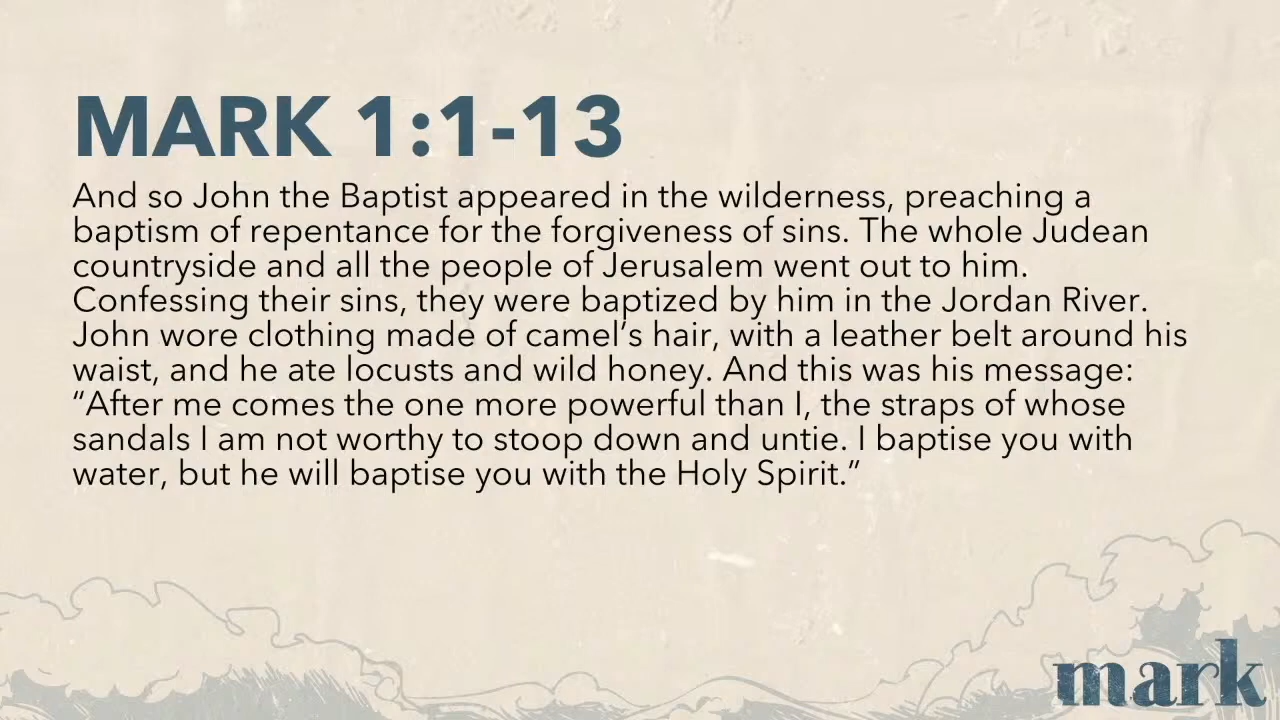 MARK 1:1-13
And so John the Baptist appeared in the wilderness, preaching a
baptism of repentance for the forgiveness of sins. The whole Judean
countryside and all the people of Jerusalem went out to him.
Confessing their sins, they were baptized by him in the Jordan River.
John wore clothing made of camel’s hair, with a leather belt around his
waist, and he ate locusts and wild honey. And this was his message:
“After me comes the one more powerful than I, the straps of whose
sandals I am not worthy to stoop down and untie. I baptise you with
water, but he will baptise you with the Holy Spirit.”
mark